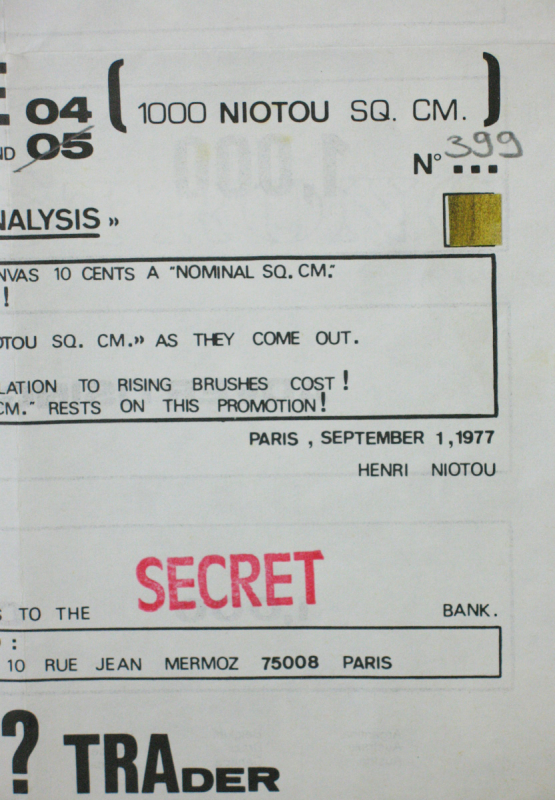 04 ( 1000 NIOTOU SQ. CM. )
05
N° 399
NALYSIS »
NVAS 10 CENTS A "NOMINAL SQ. CM."
!
OTOU SQ. CM.» AS THEY COME OUT.
LATION TO RISING BRUSHES COST !
CM." RESTS ON THIS PROMOTION !
PARIS , SEPTEMBER 1,1977
HENRI NIOTOU
SECRET
TO THE BANK.
:
10 RUE JEAN MERMOZ 75008 PARIS
? TRADER